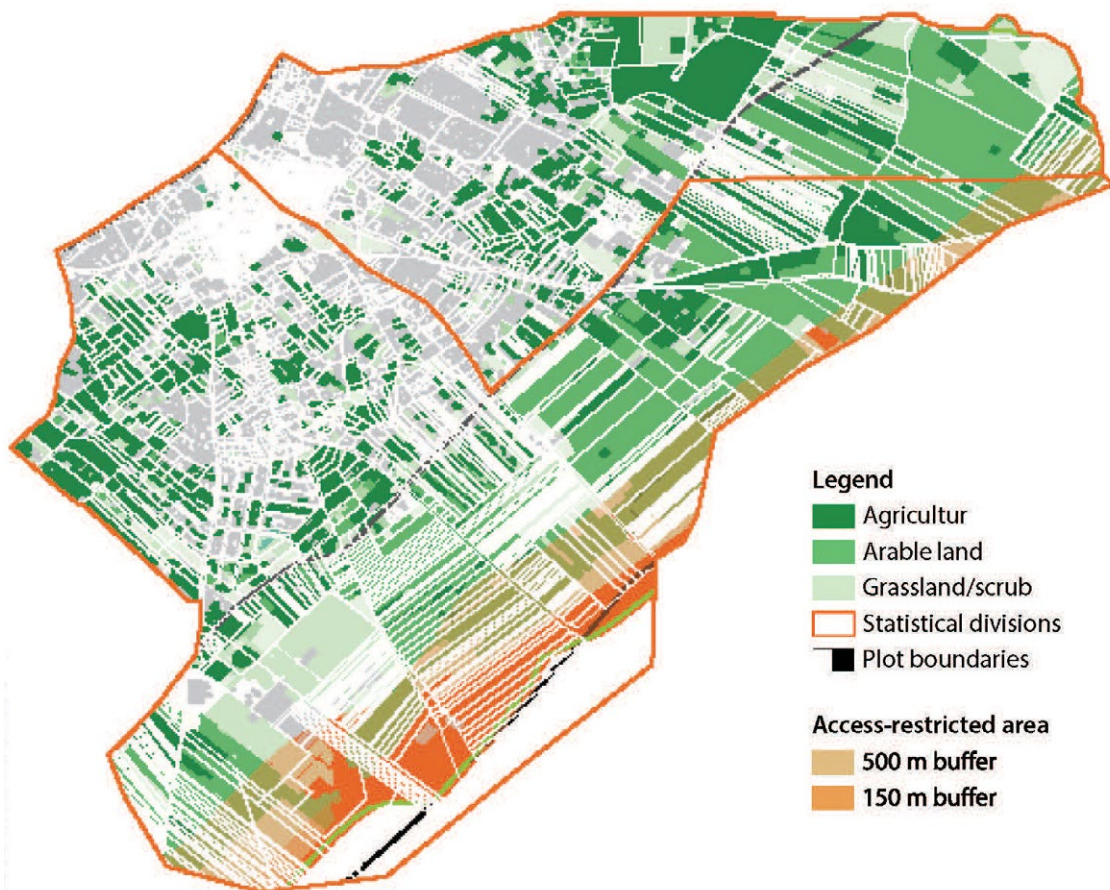 Legend
Agricultur
Arable land
Grassland/scrub
Statistical divisions
Plot boundaries
Access-restricted area
500 m buffer
150 m buffer